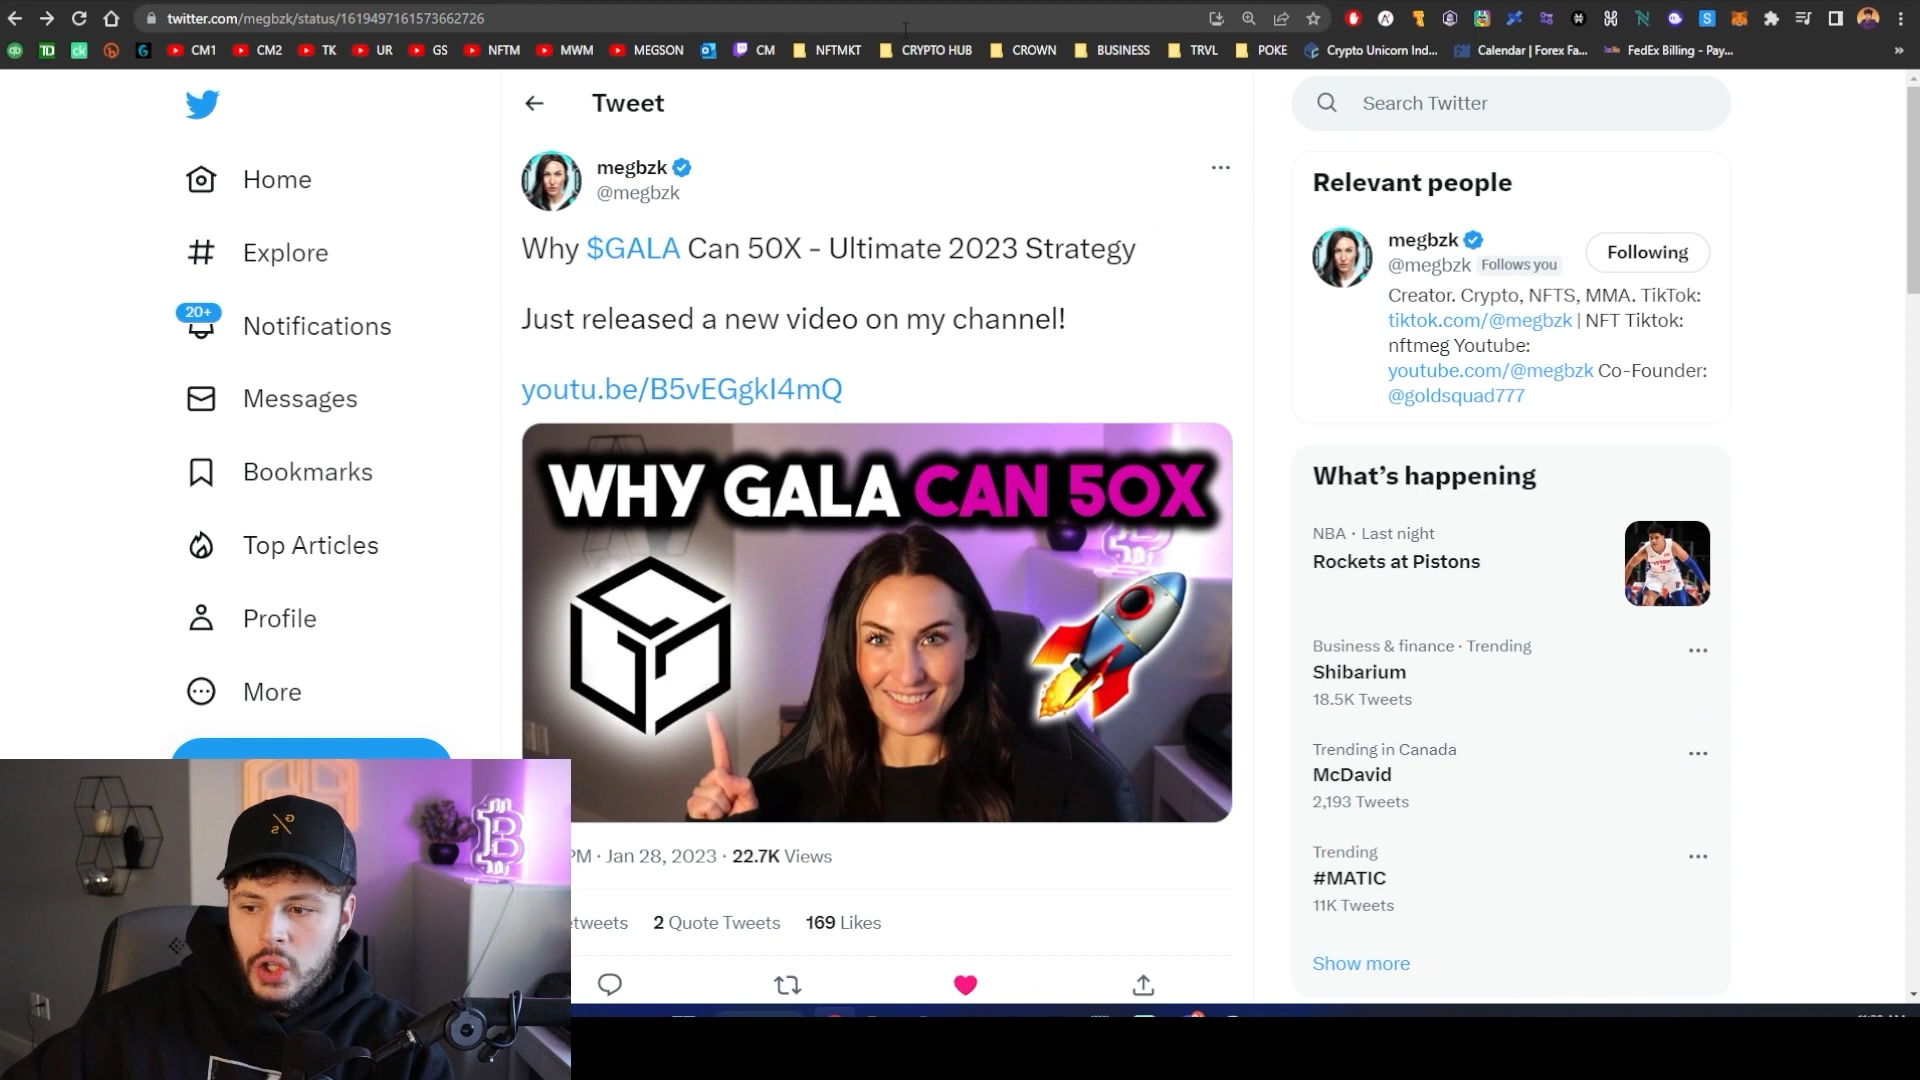 twitter.com/megbzk/status/1619497161573662726
TD
ck
CM1
CM2
TK
UR
GS
NFTM
MWM
MEGSON
CM
NFTMKT
CRYPTO HUB
CROWN
BUSINESS
TRVL
POKE
Crypto Unicorn Ind...
Calendar | Forex Fa...
FedEx Billing - Pay...
»
Home
Explore
20+
Notifications
Messages
Bookmarks
Top Articles
Profile
More
Tweet
megbzk
@megbzk
Why $GALA Can 50X - Ultimate 2023 Strategy
Just released a new video on my channel!
youtu.be/B5vEGgkI4mQ
WHY GALA CAN 50X
PM · Jan 28, 2023 · 22.7K Views
etweets 2 Quote Tweets 169 Likes
Search Twitter
Relevant people
megbzk
@megbzk Follows you
Following
Creator. Crypto, NFTS, MMA. TikTok:
tiktok.com/@megbzk | NFT Tiktok:
nftmeg Youtube:
youtube.com/@megbzk Co-Founder:
@goldsquad777
What's happening
NBA · Last night
Rockets at Pistons
Business & finance · Trending
Shibarium
18.5K Tweets
Trending in Canada
McDavid
2,193 Tweets
Trending
#MATIC
11K Tweets
Show more